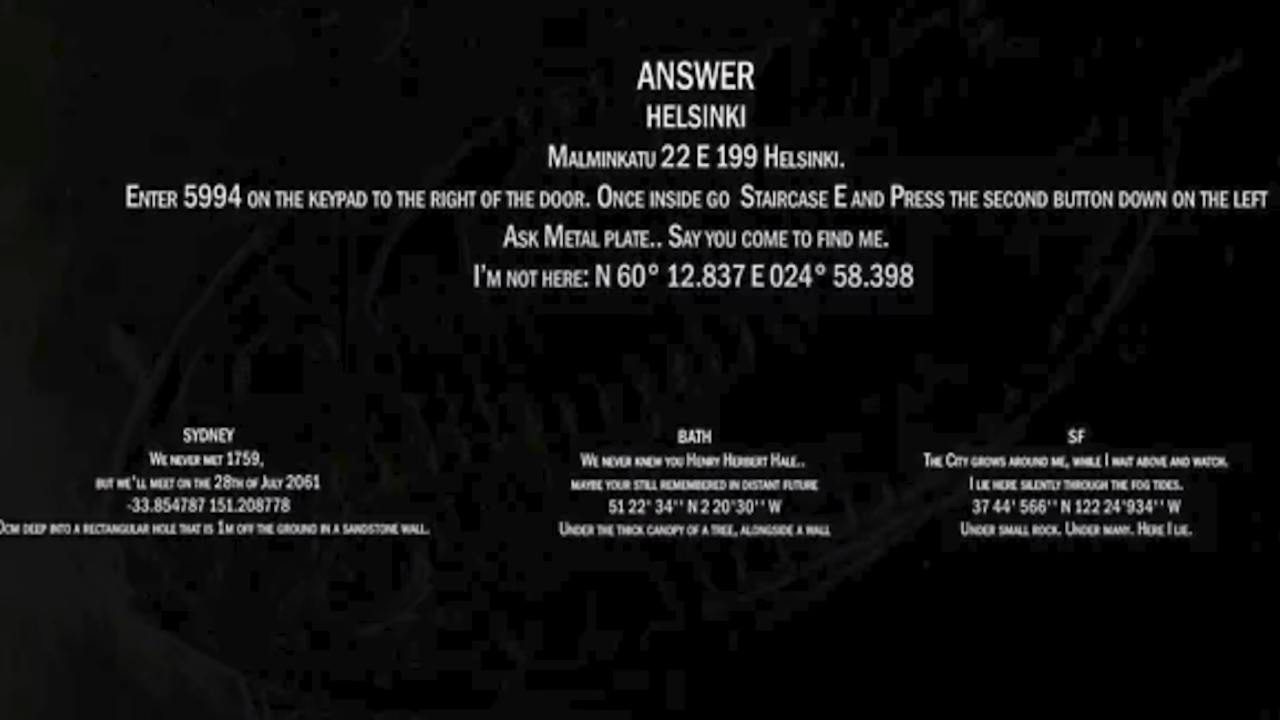 ANSWER
HELSINKI
MALMINKATU 22 E 199 HELSINKI.
ENTER 5994 ON THE KEYPAD TO THE RIGHT OF THE DOOR. ONCE INSIDE GO STAIRCASE E AND PRESS THE SECOND BUTTON DOWN ON THE LEFT
ASK METAL PLATE.. SAY YOU COME TO FIND ME.
I'M NOT HERE: N 60° 12.837 E 024° 58.398
SYDNEY
WE NEVER MET 1759,
BUT WE'LL MEET ON THE 28TH OF JULY 2061
-33.854787 151.208778
DEEP INTO A RECTANGULAR HOLE THAT IS 1M OFF THE GROUND IN A SANDSTONE WALL.
BATH
WE NEVER KNEW YOU HENRY HERBERT HALE..
MAYBE YOUR STILL REMEMBERED IN DISTANT FUTURE
51 22' 34'' N 2 20'30'' W
UNDER THE THICK CANOPY OF A TREE, ALONGSIDE A WALL
SF
THE CITY GROWS AROUND ME, WHILE I WAIT ABOVE AND WATCH.
I LIE HERE SILENTLY THROUGH THE FOG TIDES.
37 44' 566'' N 122 24'934'' W
UNDER SMALL ROCK. UNDER MANY. HERE I LIE.